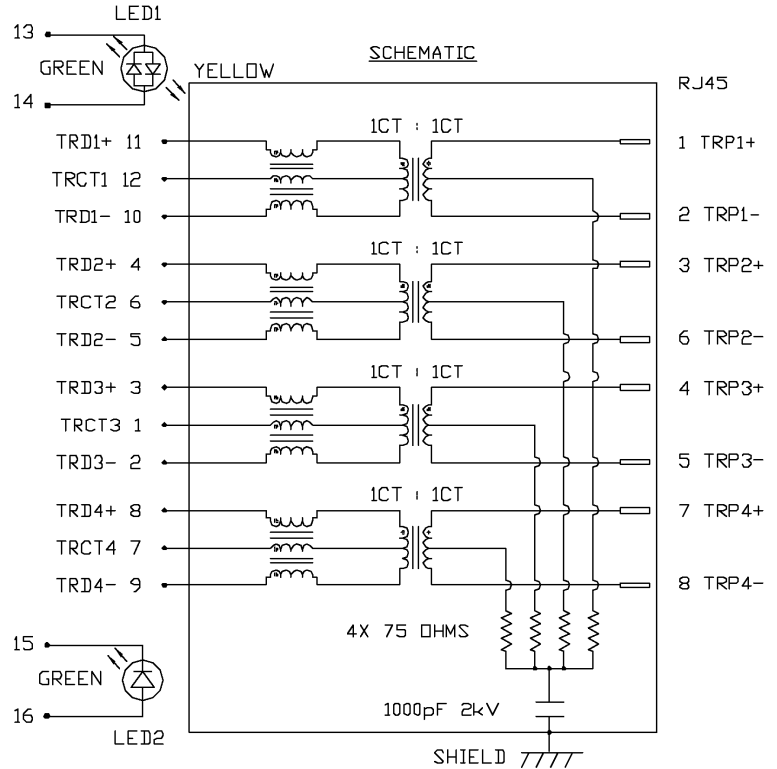 LED1
13
GREEN
YELLOW
14
SCHEMATIC
RJ45
1CT : 1CT
TRD1+ 11
1 TRP1+
TRCT1 12
TRD1- 10
2 TRP1-
1CT : 1CT
TRD2+ 4
3 TRP2+
TRCT2 6
TRD2- 5
6 TRP2-
1CT : 1CT
TRD3+ 3
4 TRP3+
TRCT3 1
TRD3- 2
5 TRP3-
1CT : 1CT
TRD4+ 8
7 TRP4+
TRCT4 7
TRD4- 9
8 TRP4-
4X 75 OHMS
15
GREEN
16
LED2
1000pF 2kV
SHIELD